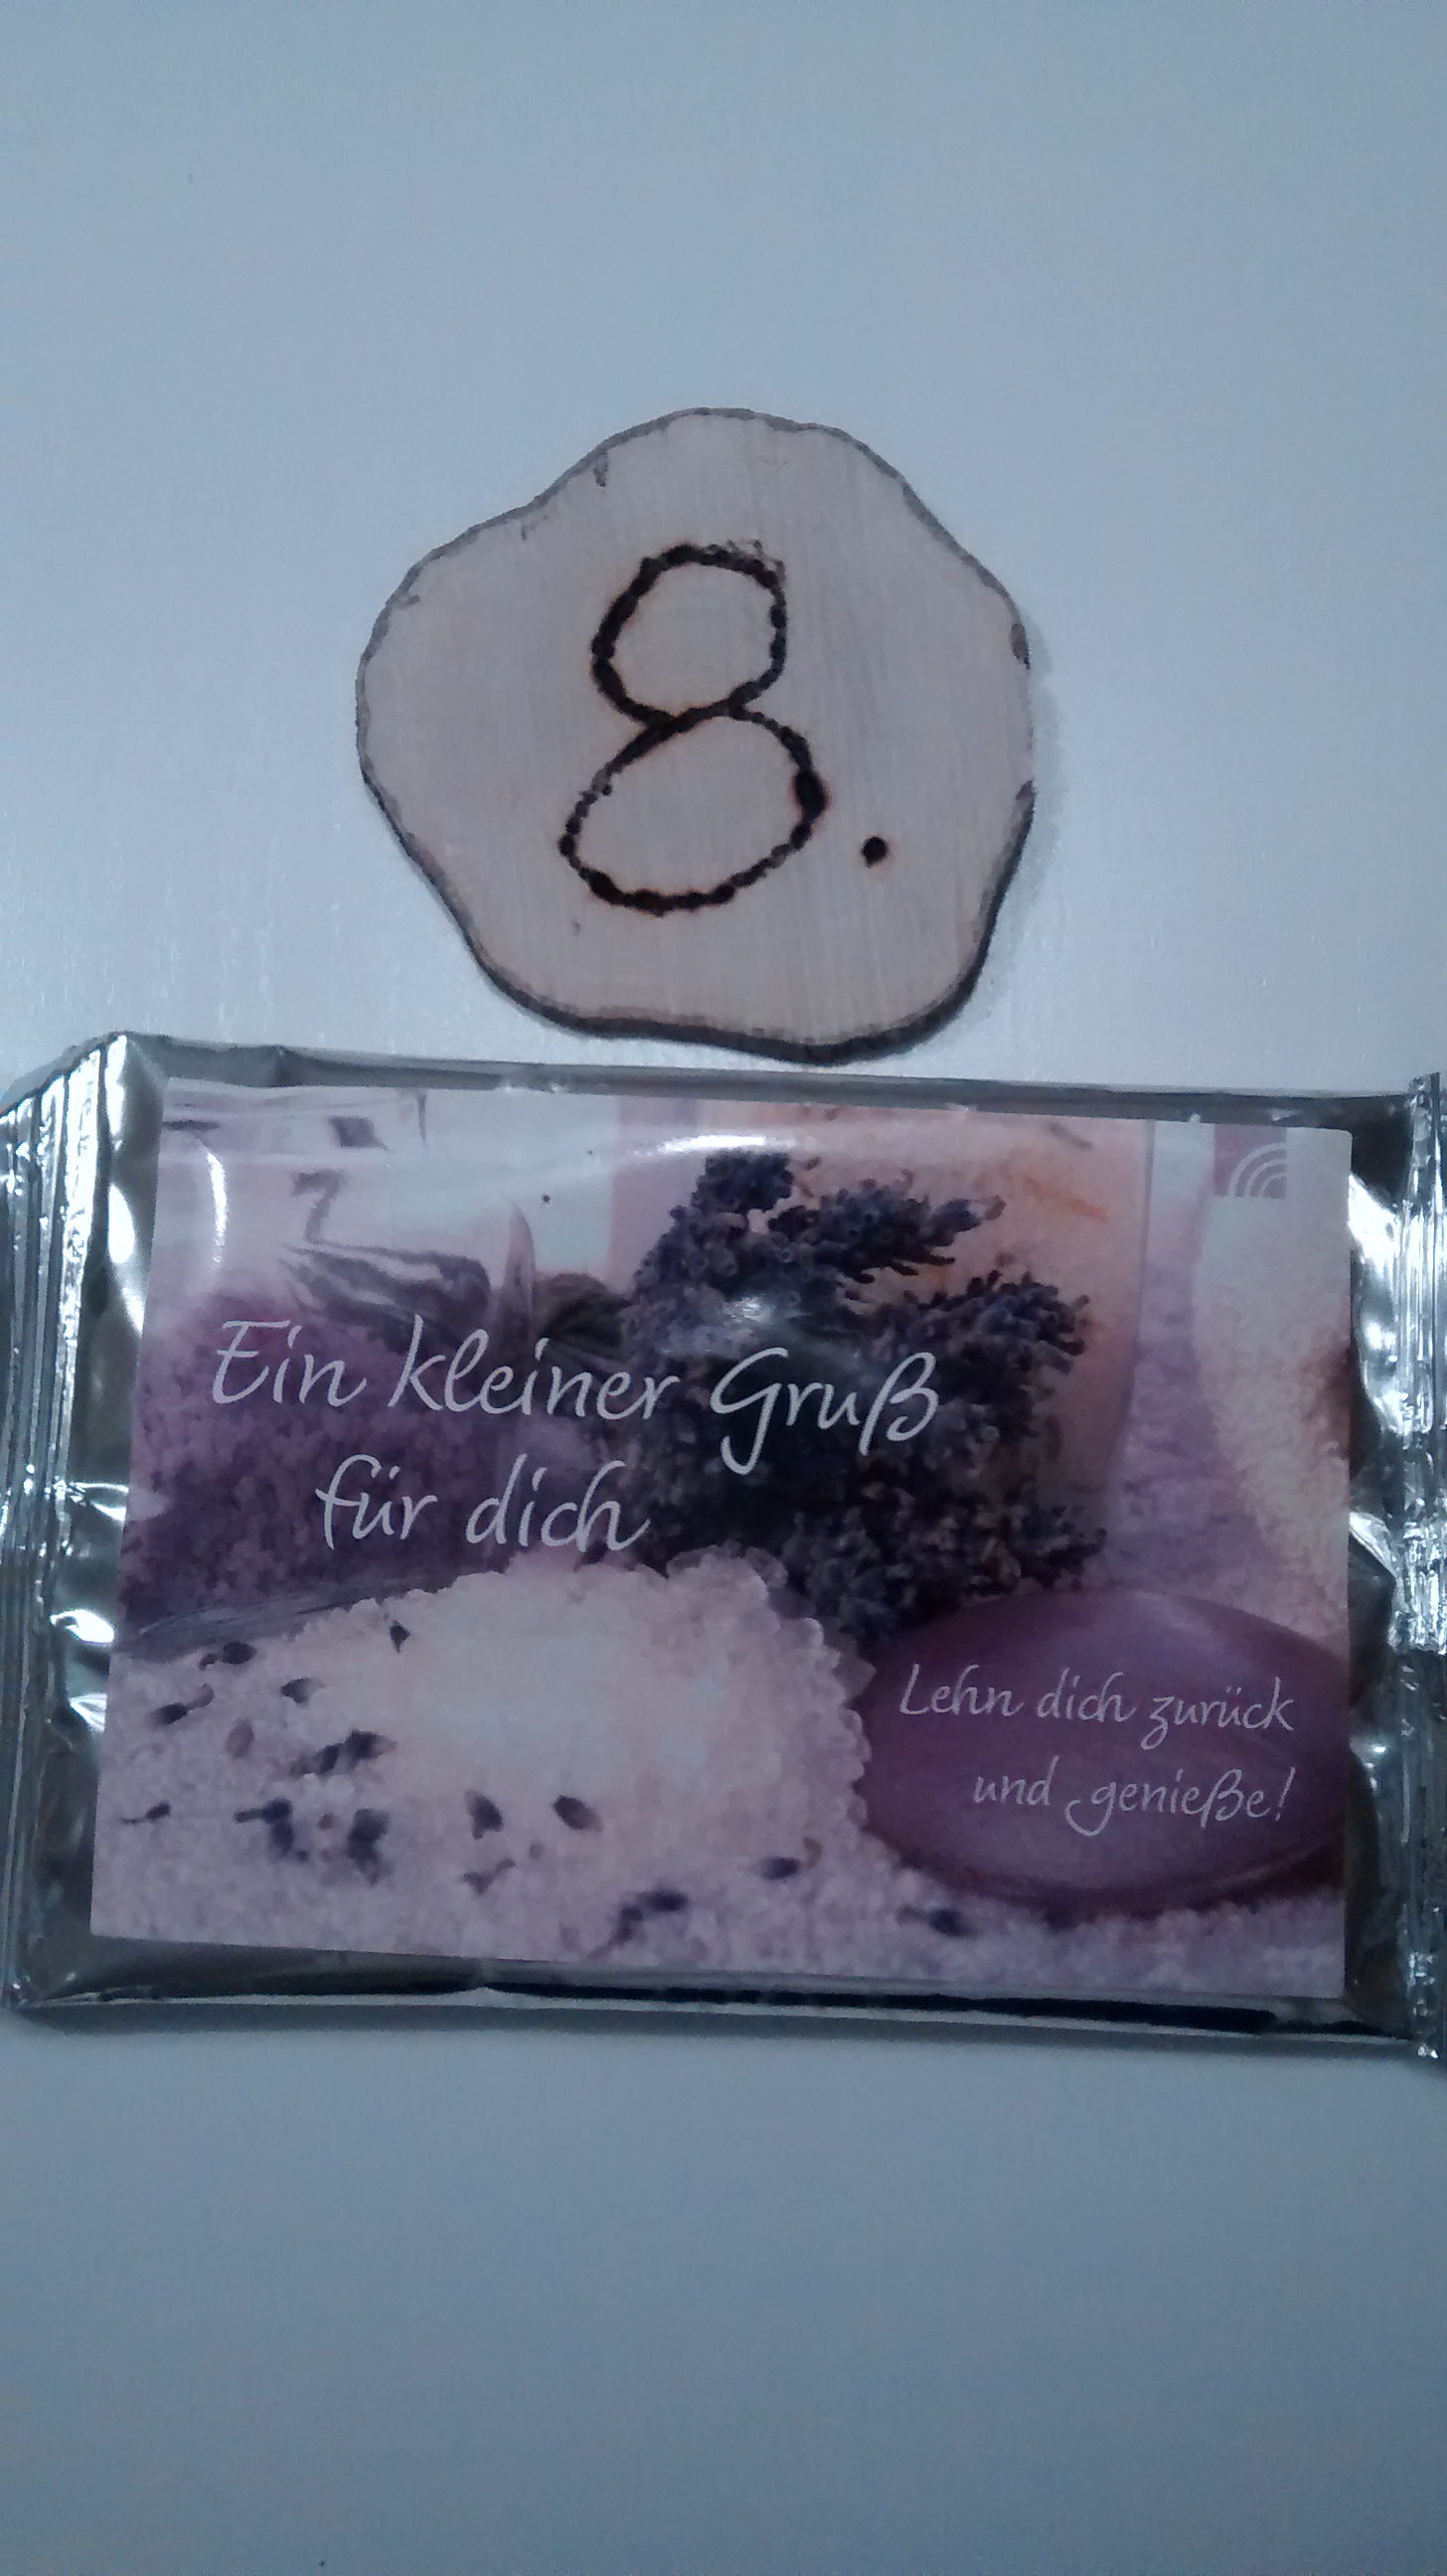 8.
Ein kleiner Gruß
für dich
Lehn dich zurück
und genieße!